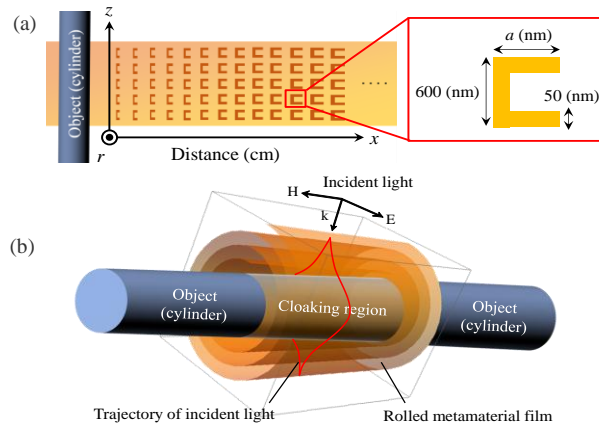 (a)
z
Object (cylinder)
r
Distance (cm)
x
....
a (nm)
600 (nm)
50 (nm)
Incident light
H
E
k
(b)
Object
(cylinder)
Cloaking region
Object
(cylinder)
Trajectory of incident light
Rolled metamaterial film